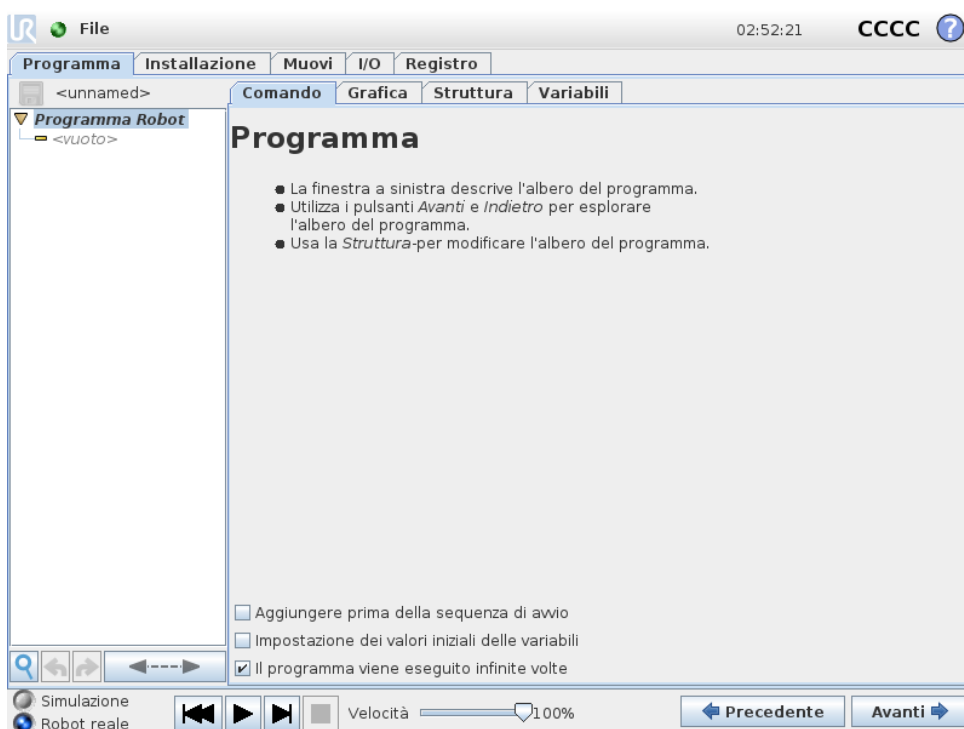 UR File 02:52:21 CCCC ?
Programma Installazione Muovi I/O Registro
<unnamed> Comando Grafica Struttura Variabili
Programma Robot
<vuoto>
Programma
La finestra a sinistra descrive l'albero del programma.
Utilizza i pulsanti Avanti e Indietro per esplorare
l'albero del programma.
Usa la Struttura-per modificare l'albero del programma.
Aggiungere prima della sequenza di avvio
Impostazione dei valori iniziali delle variabili
Il programma viene eseguito infinite volte
Simulazione
Robot reale
Velocità 100% Precedente Avanti